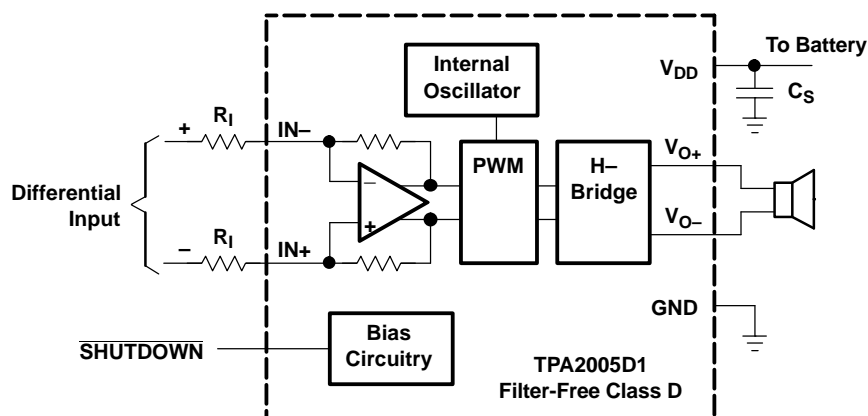 To Battery
Internal
Oscillator
VDD
CS
RI
+
IN–
PWM
H–
Bridge
VO+
Differential
Input
–
+
VO–
–
RI
IN+
GND
SHUTDOWN
Bias
Circuitry
TPA2005D1
Filter-Free Class D